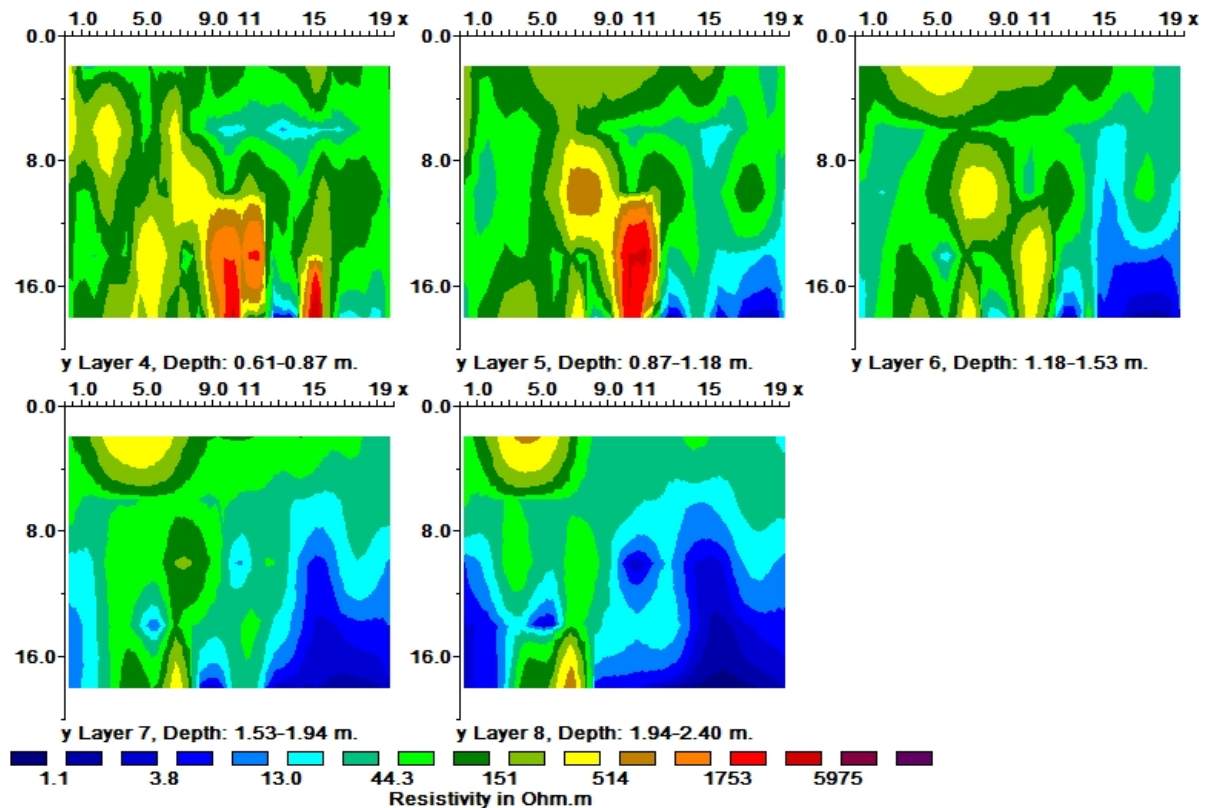 1.0 5.0 9.0 11 15 19 x 1.0 5.0 9.0 11 15 19 x 1.0 5.0 9.0 11 15 19 x
0.0 0.0 0.0
8.0 8.0 8.0
16.0 16.0 16.0
y Layer 4, Depth: 0.61-0.87 m. y Layer 5, Depth: 0.87-1.18 m. y Layer 6, Depth: 1.18-1.53 m.
1.0 5.0 9.0 11 15 19 x 1.0 5.0 9.0 11 15 19 x
0.0 0.0
8.0 8.0
16.0 16.0
y Layer 7, Depth: 1.53-1.94 m. y Layer 8, Depth: 1.94-2.40 m.
1.1 3.8 13.0 44.3 151 514 1753 5975
Resistivity in Ohm.m